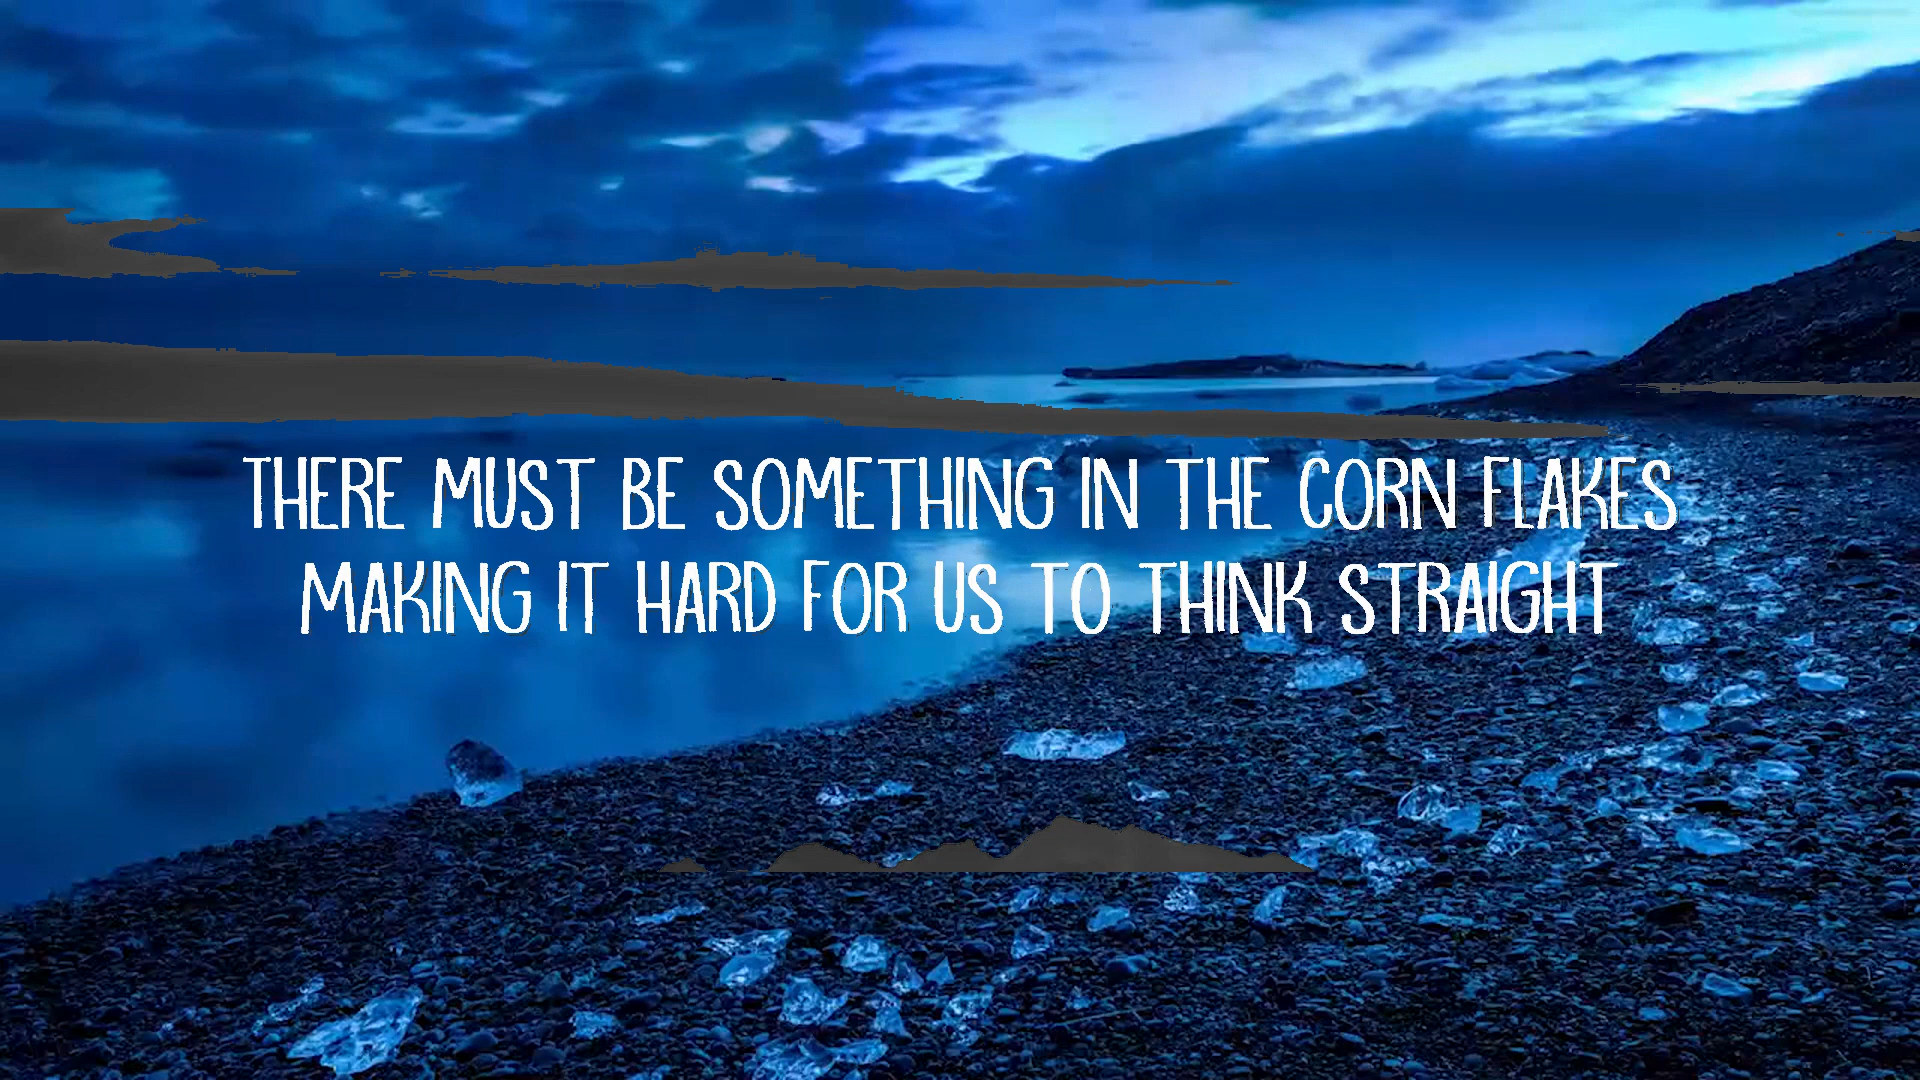 THERE MUST BE SOMETHING IN THE CORN FLAKES
MAKING IT HARD FOR US TO THINK STRAIGHT